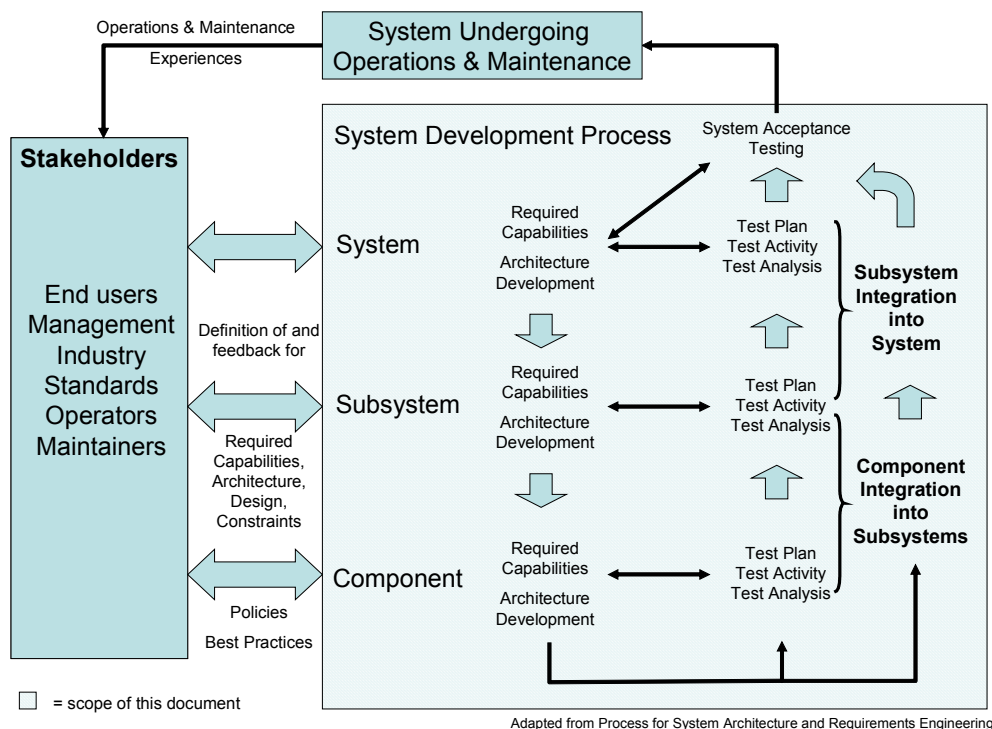 Operations & Maintenance
Experiences
System Undergoing
Operations & Maintenance
Stakeholders
End users
Management
Industry
Standards
Operators
Maintainers
Definition of and
feedback for
Required
Capabilities,
Architecture,
Design,
Constraints
Policies
Best Practices
System Development Process
System Acceptance
Testing
System
Required
Capabilities
Architecture
Development
Test Plan
Test Activity
Test Analysis
Subsystem
Integration
into
System
Subsystem
Required
Capabilities
Architecture
Development
Test Plan
Test Activity
Test Analysis
Component
Integration
into
Subsystems
Component
Required
Capabilities
Architecture
Development
Test Plan
Test Activity
Test Analysis
= scope of this document
Adapted from Process for System Architecture and Requirements Engineering